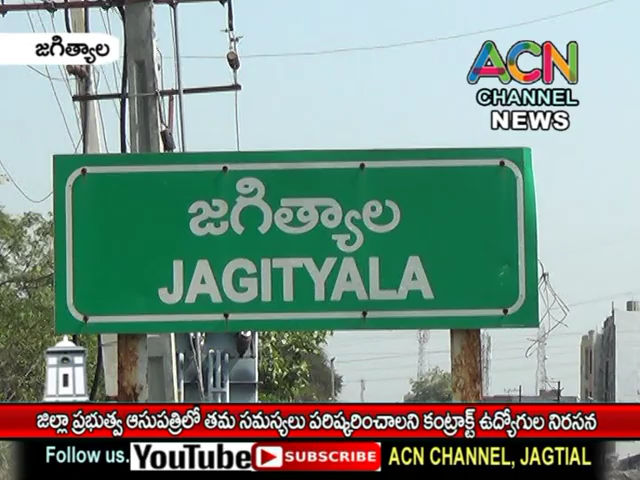 జగిత్యాల
ACN
CHANNEL
NEWS
జగిత్యాల
JAGITYALA
జిల్లా ప్రభుత్వ ఆసుపత్రిలో తమ సమస్యలు పరిష్కరించాలని కంట్రాక్ట్ ఉద్యోగుల నిరసన
Follow us. YouTube SUBSCRIBE ACN CHANNEL, JAGTIAL